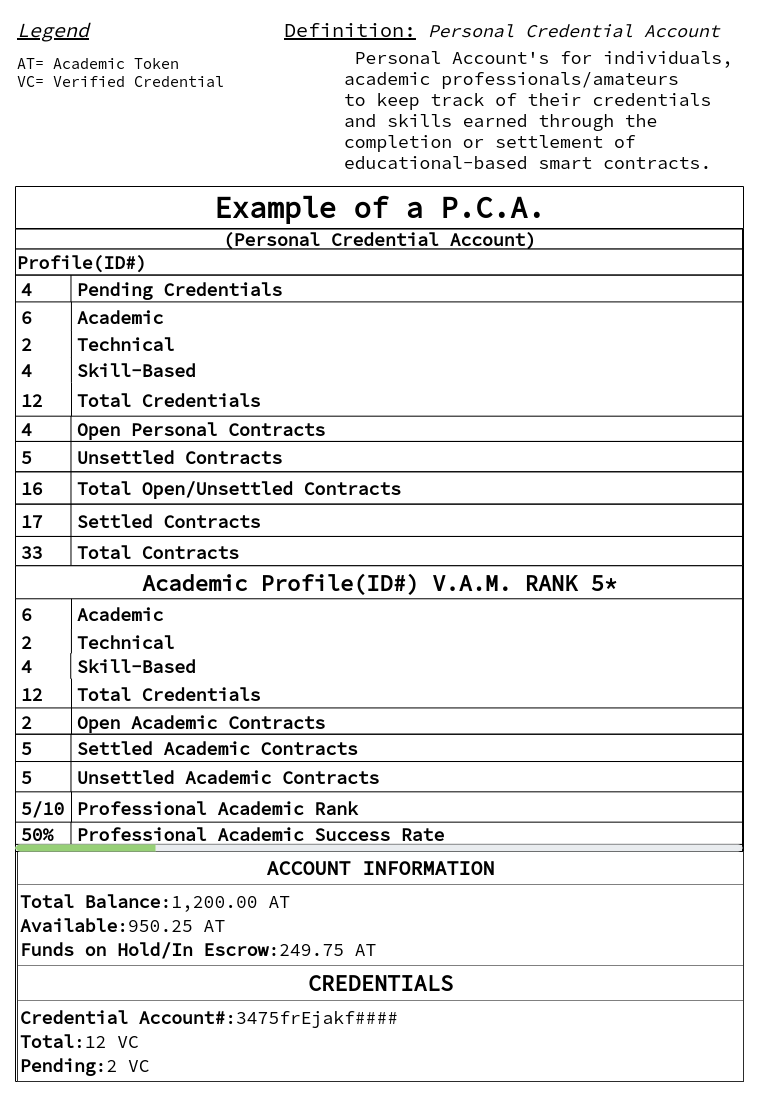 Legend
AT= Academic Token
VC= Verified Credential
Definition: Personal Credential Account
Personal Account's for individuals,
academic professionals/amateurs
to keep track of their credentials
and skills earned through the
completion or settlement of
educational-based smart contracts.
Example of a P.C.A.
(Personal Credential Account)
Profile(ID#)
4 Pending Credentials
6 Academic
2 Technical
4 Skill-Based
12 Total Credentials
4 Open Personal Contracts
5 Unsettled Contracts
16 Total Open/Unsettled Contracts
17 Settled Contracts
33 Total Contracts
Academic Profile(ID#) V.A.M. RANK 5*
6 Academic
2 Technical
4 Skill-Based
12 Total Credentials
2 Open Academic Contracts
5 Settled Academic Contracts
5 Unsettled Academic Contracts
5/10 Professional Academic Rank
50% Professional Academic Success Rate
ACCOUNT INFORMATION
Total Balance:1,200.00 AT
Available:950.25 AT
Funds on Hold/In Escrow:249.75 AT
CREDENTIALS
Credential Account#:3475frEjakf####
Total:12 VC
Pending:2 VC